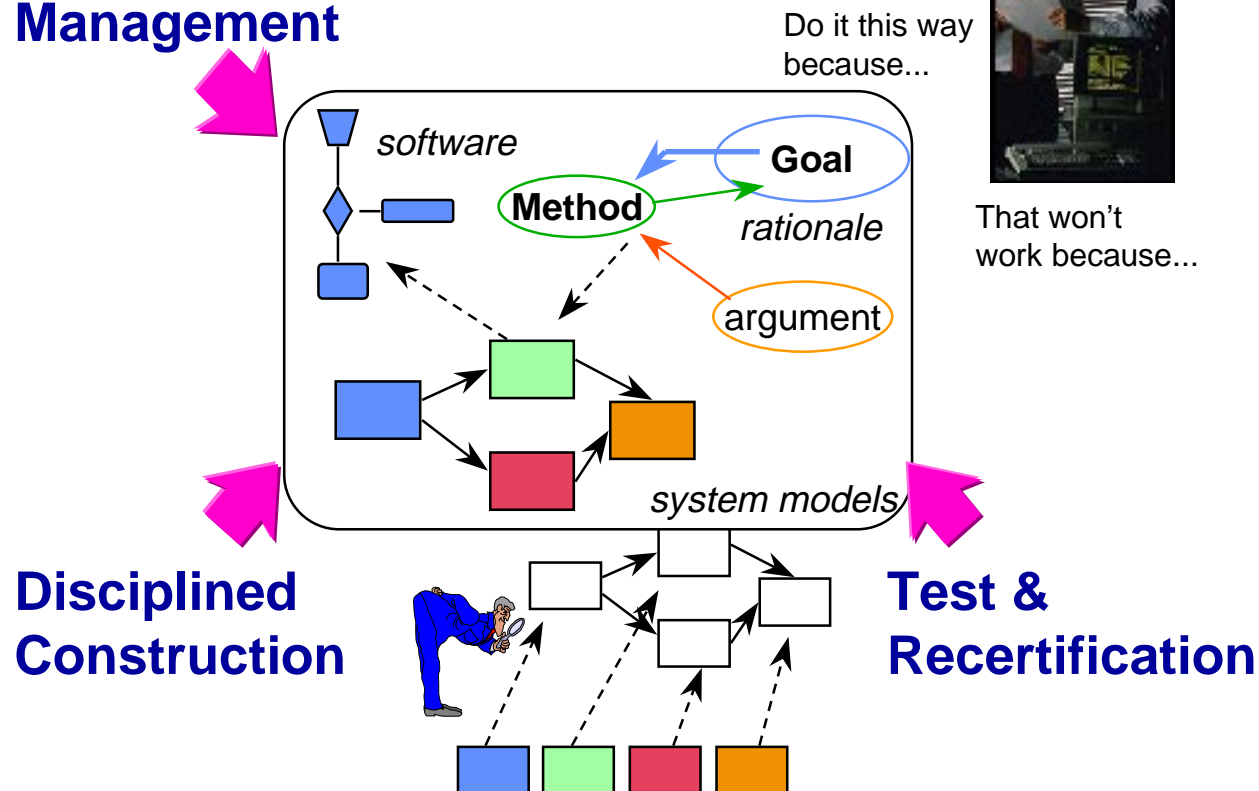 Management
Do it this way
because...
software
Goal
Method
rationale
That won't
work because...
argument
system models
Disciplined
Construction
Test &
Recertification